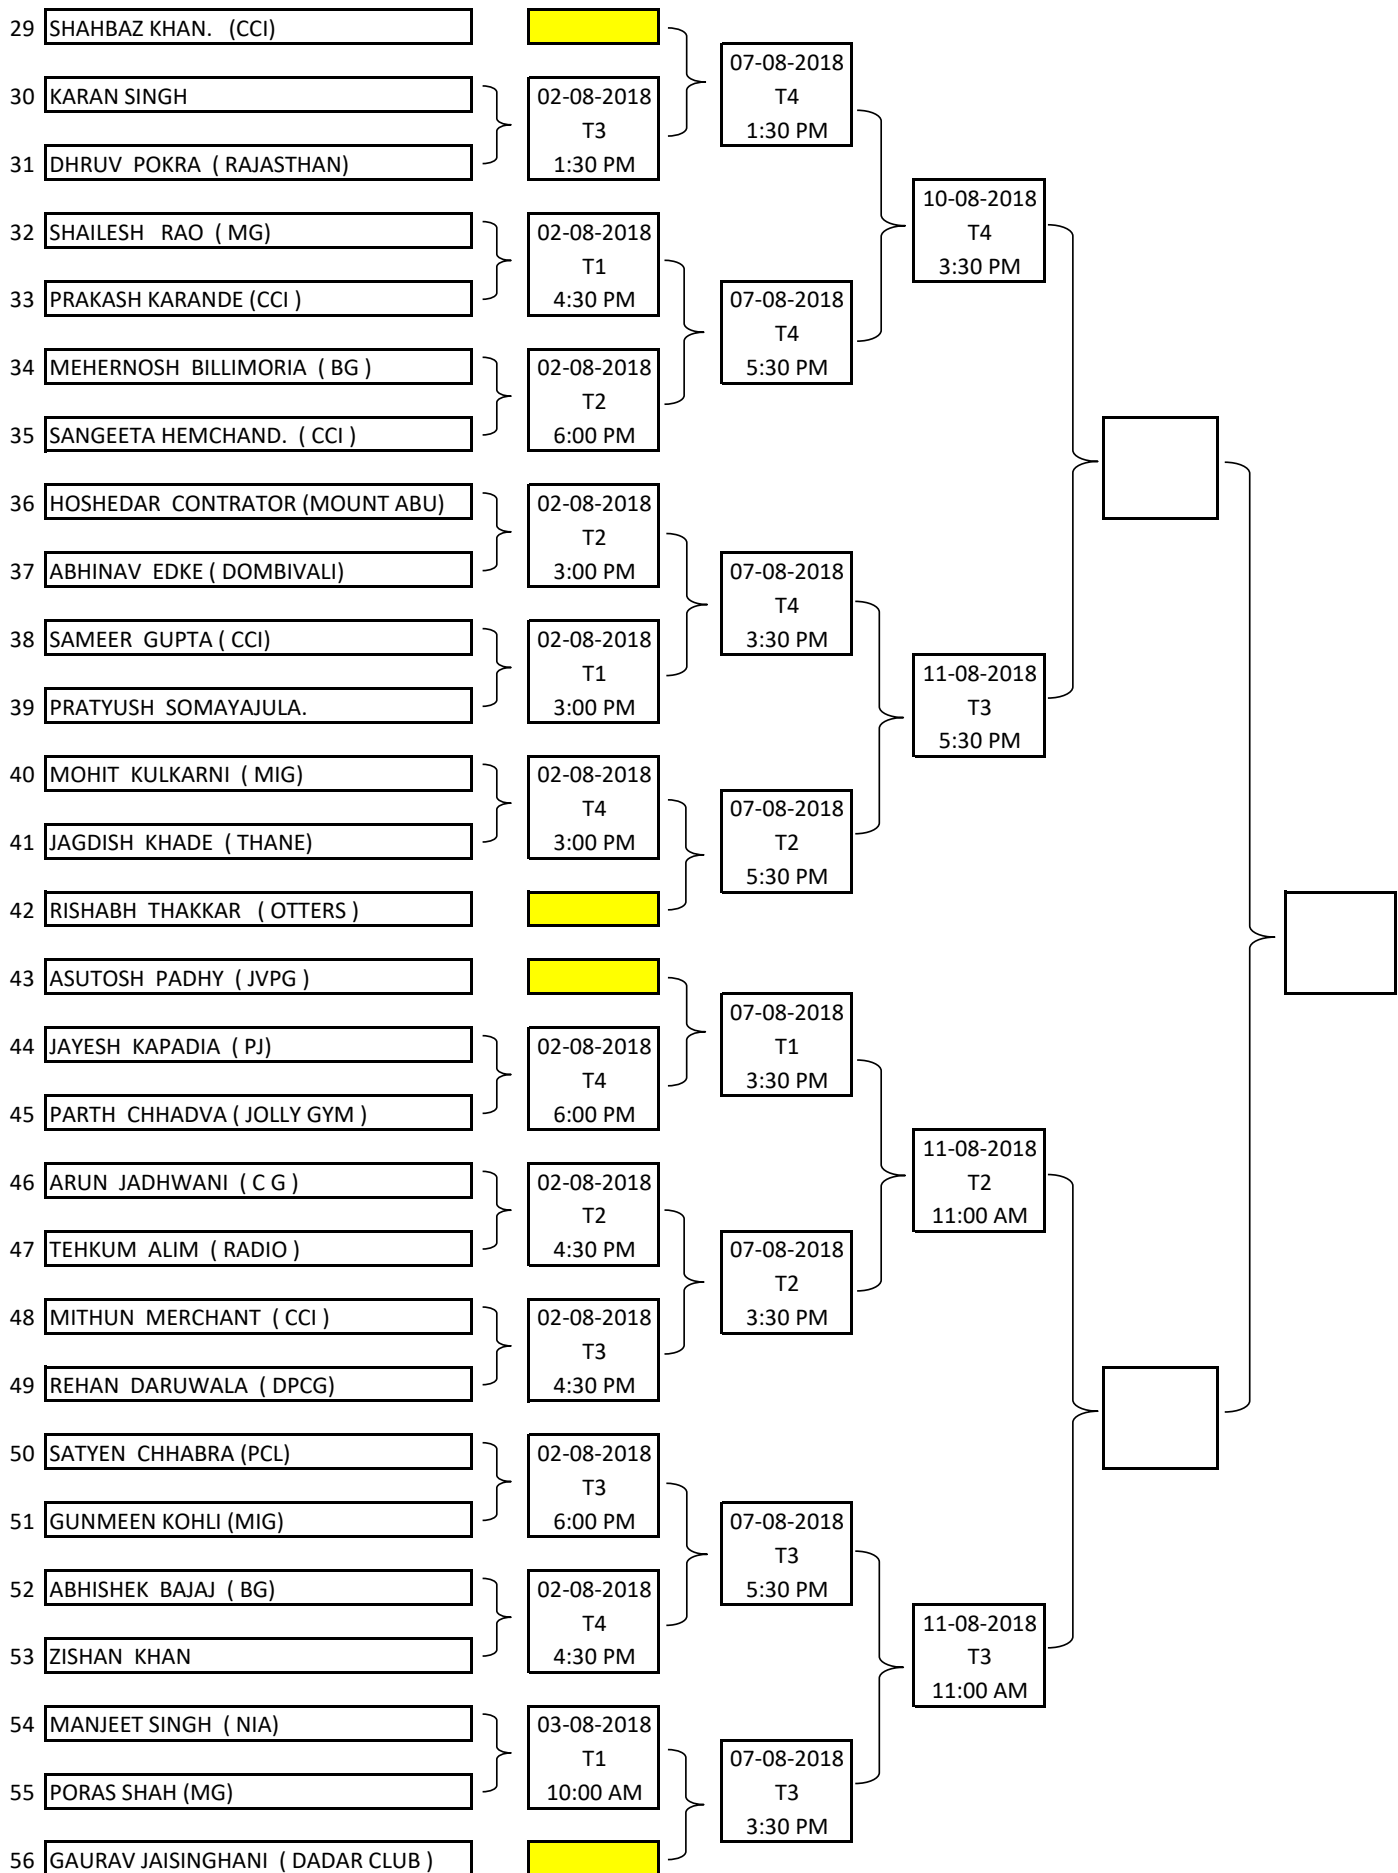 29 SHAHBAZ KHAN.   (CCI)
07-08-2018
30 KARAN SINGH 02-08-2018 T4
T3 1:30 PM
31 DHRUV  POKRA  ( RAJASTHAN) 1:30 PM
10-08-2018
32 SHAILESH   RAO  ( MG) 02-08-2018 T4
T1 3:30 PM
33 PRAKASH KARANDE (CCI ) 4:30 PM 07-08-2018
T4
34 MEHERNOSH  BILLIMORIA  ( BG ) 02-08-2018 5:30 PM
T2
35 SANGEETA HEMCHAND.  ( CCI ) 6:00 PM
36 HOSHEDAR  CONTRATOR (MOUNT ABU) 02-08-2018
T2
37 ABHINAV  EDKE ( DOMBIVALI) 3:00 PM 07-08-2018
T4
38 SAMEER  GUPTA ( CCI) 02-08-2018 3:30 PM
T1 11-08-2018
39 PRATYUSH  SOMAYAJULA. 3:00 PM T3
5:30 PM
40 MOHIT  KULKARNI  ( MIG) 02-08-2018
T4 07-08-2018
41 JAGDISH  KHADE  ( THANE) 3:00 PM T2
5:30 PM
42 RISHABH  THAKKAR   ( OTTERS )
43 ASUTOSH  PADHY  ( JVPG )
07-08-2018
44 JAYESH  KAPADIA  ( PJ) 02-08-2018 T1
T4 3:30 PM
45 PARTH  CHHADVA ( JOLLY GYM ) 6:00 PM
11-08-2018
46 ARUN  JADHWANI  ( C G ) 02-08-2018 T2
T2 11:00 AM
47 TEHKUM  ALIM  ( RADIO ) 4:30 PM 07-08-2018
T2
48 MITHUN  MERCHANT  ( CCI ) 02-08-2018 3:30 PM
T3
49 REHAN  DARUWALA  ( DPCG) 4:30 PM
50 SATYEN  CHHABRA (PCL) 02-08-2018
T3
51 GUNMEEN KOHLI (MIG) 6:00 PM 07-08-2018
T3
52 ABHISHEK  BAJAJ  ( BG) 02-08-2018 5:30 PM
T4 11-08-2018
53 ZISHAN  KHAN 4:30 PM T3
11:00 AM
54 MANJEET SINGH  ( NIA) 03-08-2018
T1 07-08-2018
55 PORAS SHAH (MG) 10:00 AM T3
3:30 PM
56 GAURAV JAISINGHANI  ( DADAR CLUB )